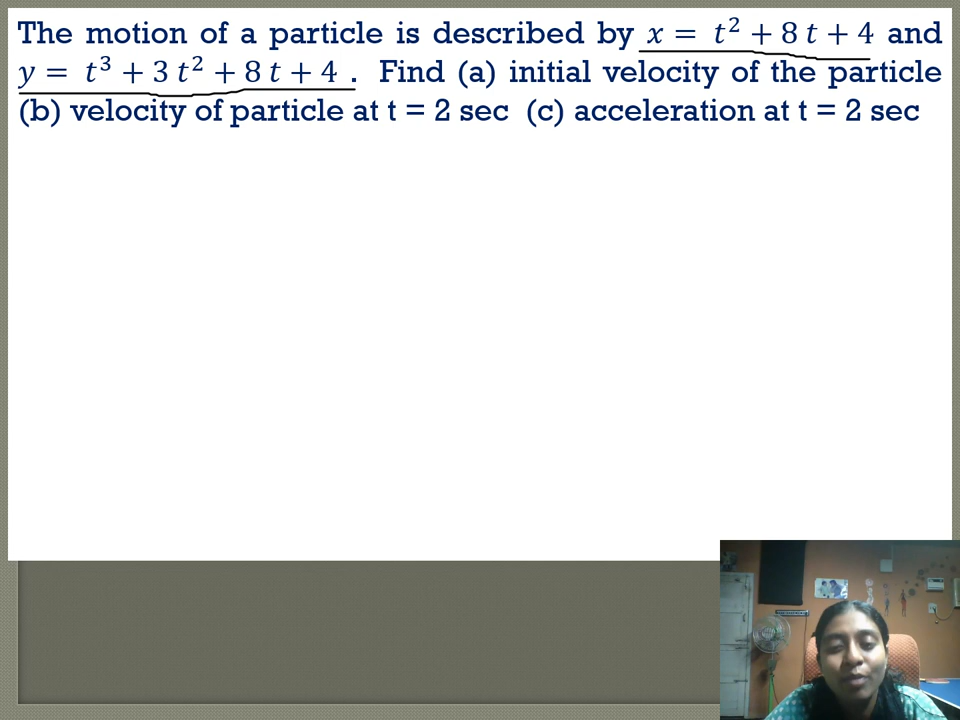 The motion of a particle is described by x = t² + 8 t + 4 and
y = t³ + 3 t² + 8 t + 4 . Find (a) initial velocity of the particle
(b) velocity of particle at t = 2 sec (c) acceleration at t = 2 sec